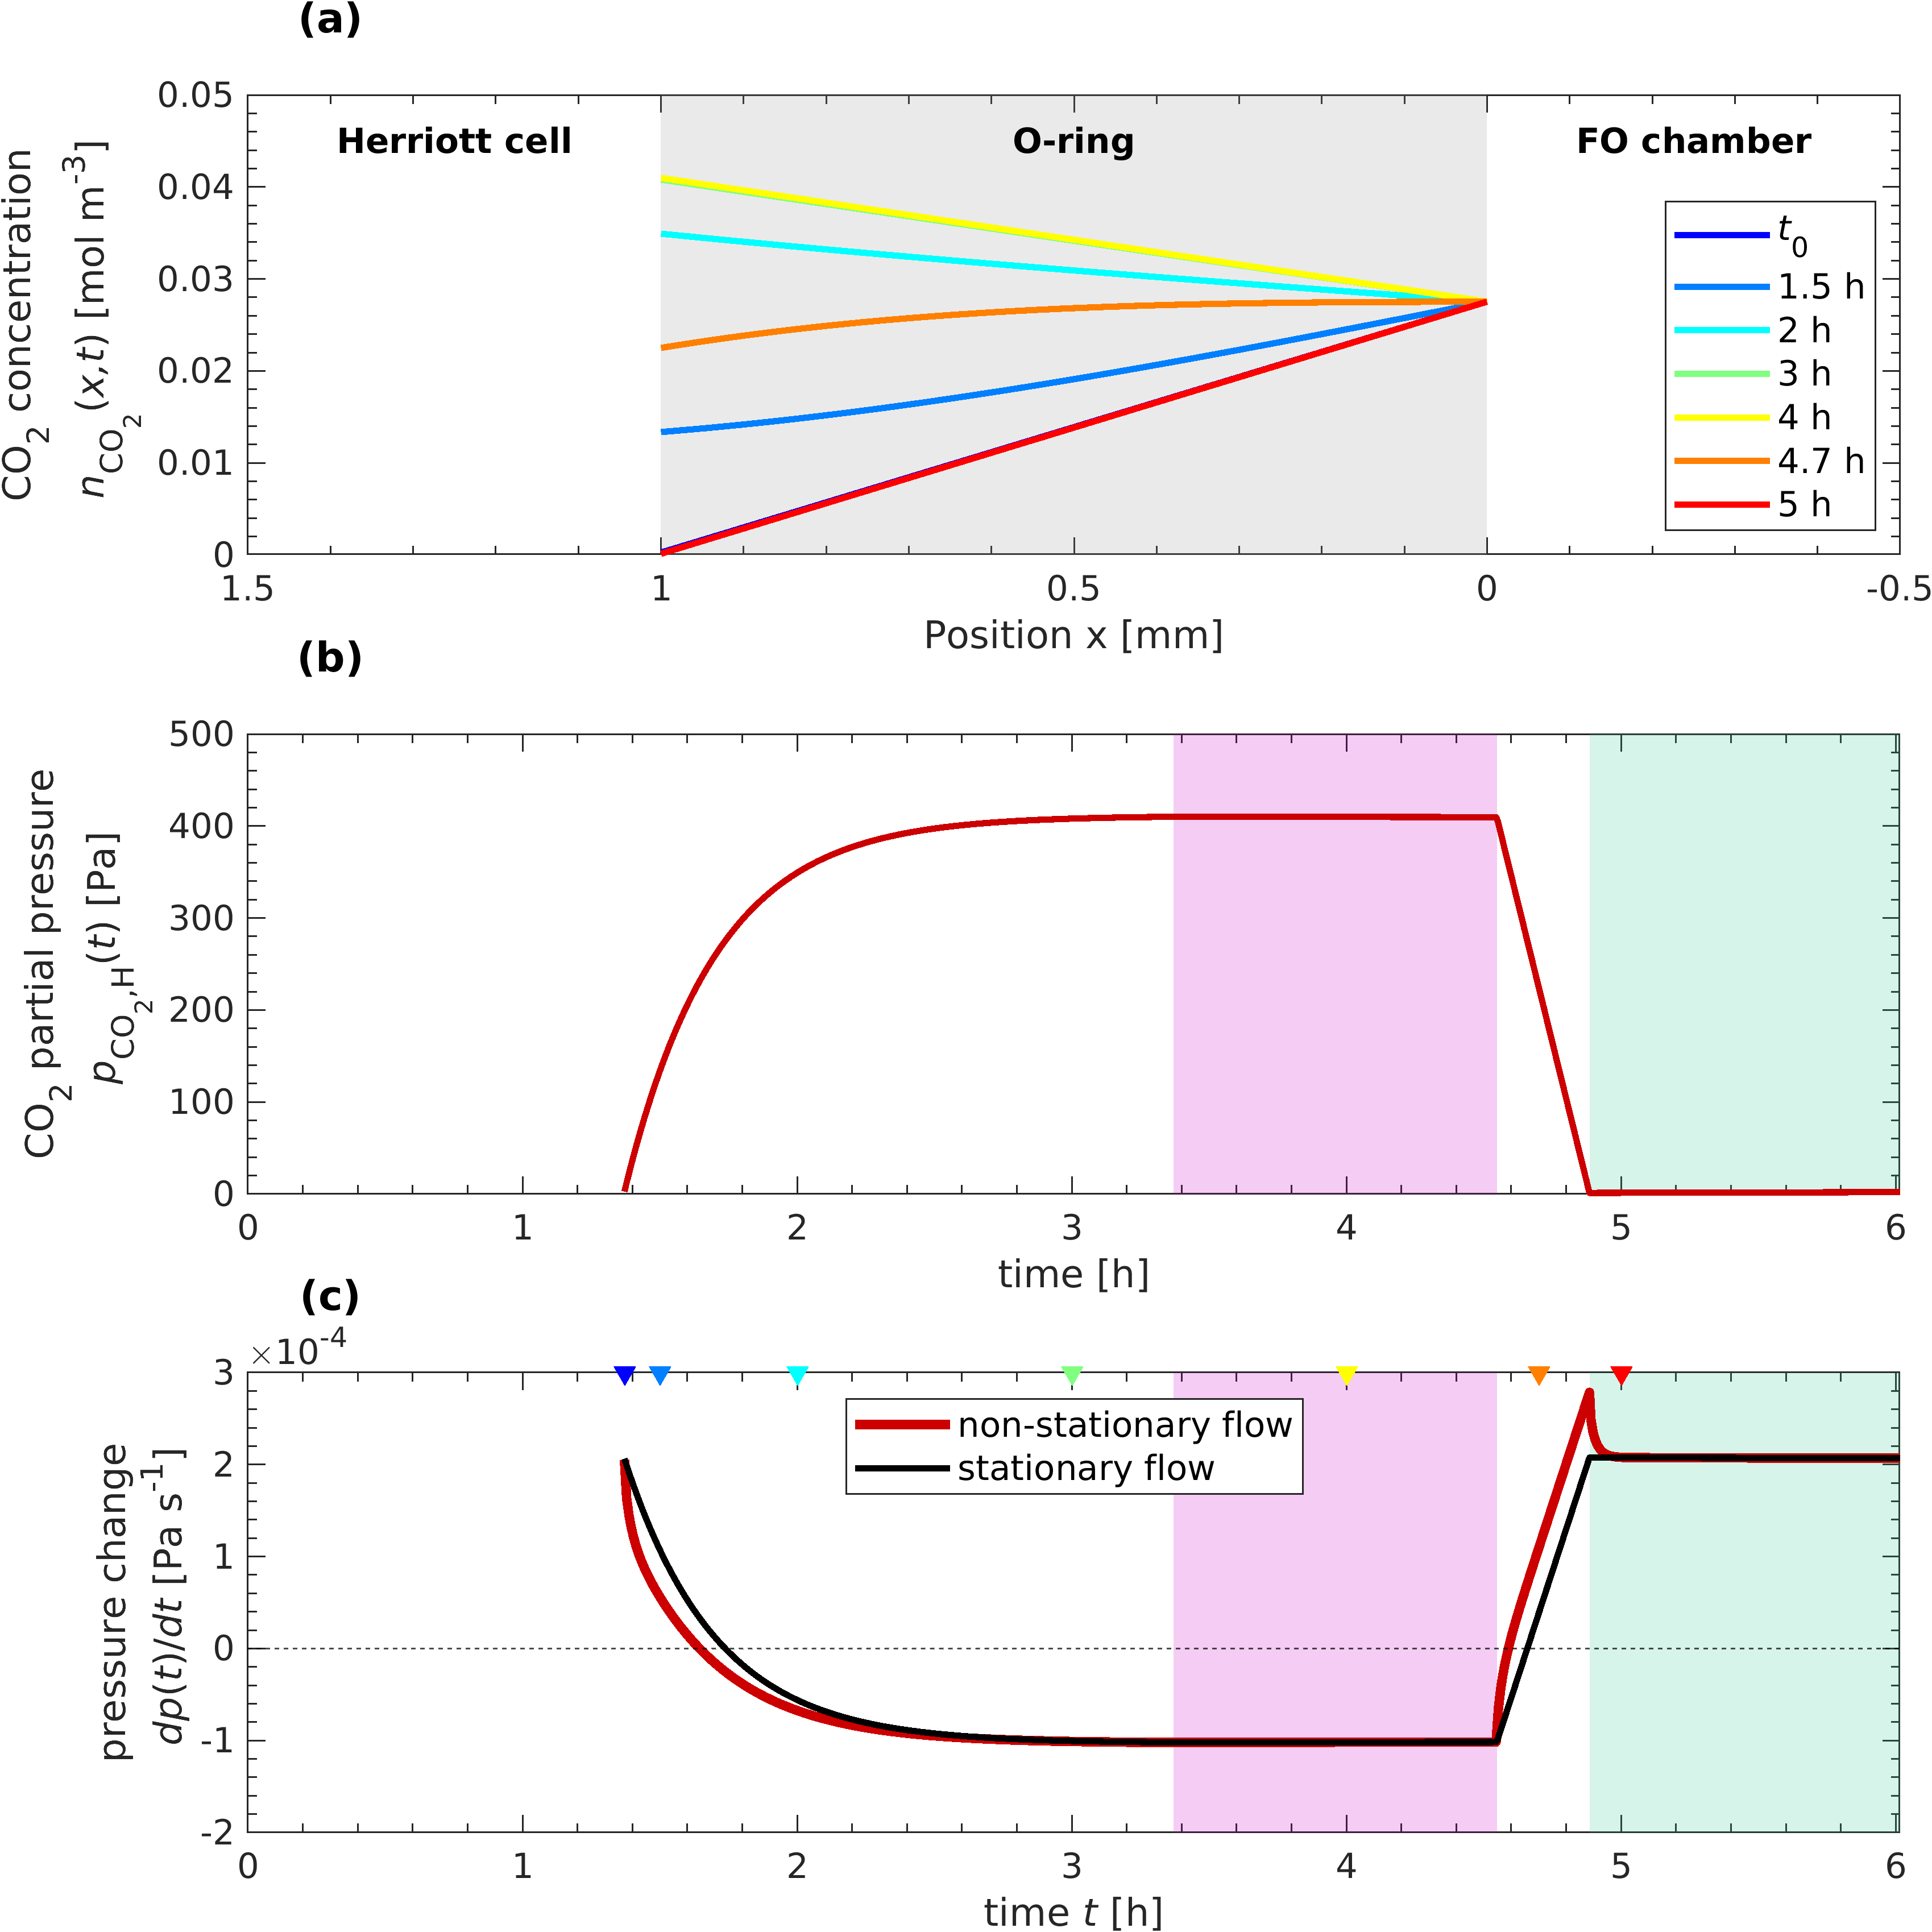 (a)
0.05
0.04
0.03
0.02
0.01
0
CO2 concentration
nCO2 (x,t) [mol m-3]
Herriott cell
O-ring
FO chamber
t0
1.5 h
2 h
3 h
4 h
4.7 h
5 h
1.5
1
0.5
0
-0.5
Position x [mm]
(b)
500
400
300
200
100
0
CO2 partial pressure
pCO2,H(t) [Pa]
0
1
2
3
4
5
6
time [h]
(c)
×10-4
3
2
1
0
-1
-2
pressure change
dp(t)/dt [Pa s-1]
non-stationary flow
stationary flow
0
1
2
3
4
5
6
time t [h]